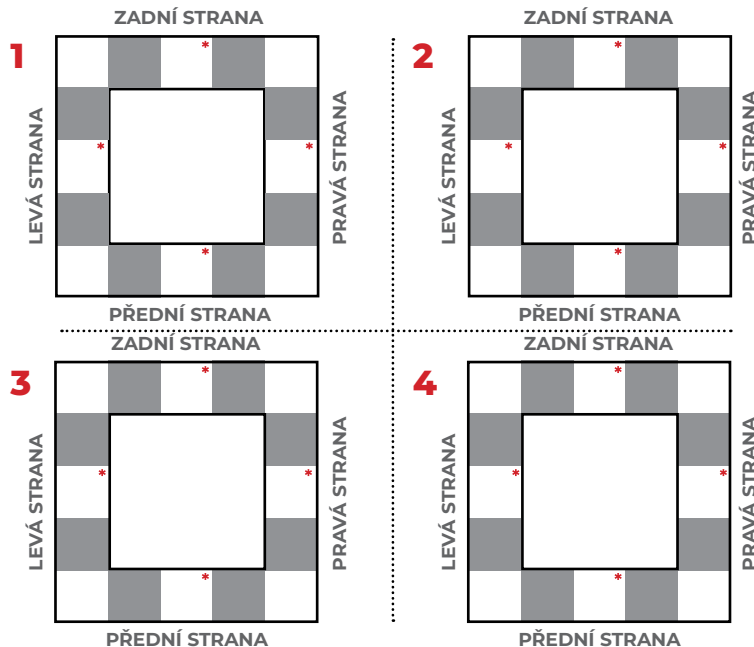 ZADNÍ STRANA
1
*
LEVÁ STRANA
*
*
PRAVÁ STRANA
*
PŘEDNÍ STRANA
ZADNÍ STRANA
2
*
LEVÁ STRANA
*
*
PRAVÁ STRANA
*
PŘEDNÍ STRANA
ZADNÍ STRANA
3
*
LEVÁ STRANA
*
*
PRAVÁ STRANA
*
PŘEDNÍ STRANA
ZADNÍ STRANA
4
*
LEVÁ STRANA
*
*
PRAVÁ STRANA
*
PŘEDNÍ STRANA